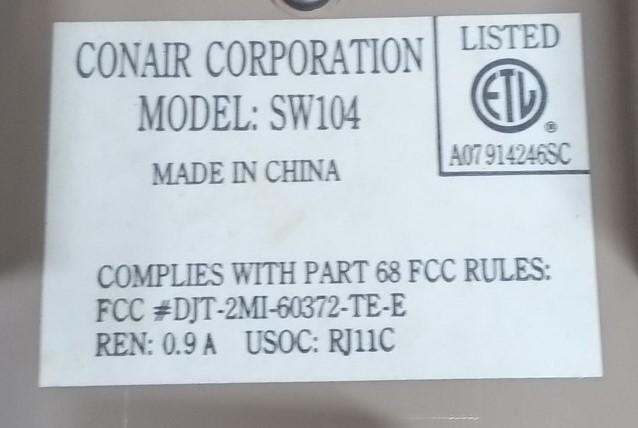 CONAIR CORPORATION
MODEL: SW104
MADE IN CHINA
LISTED
ETL
®
A07 914246SC
COMPLIES WITH PART 68 FCC RULES:
FCC #DJT-2MI-60372-TE-E
REN: 0.9 A USOC: RJ11C